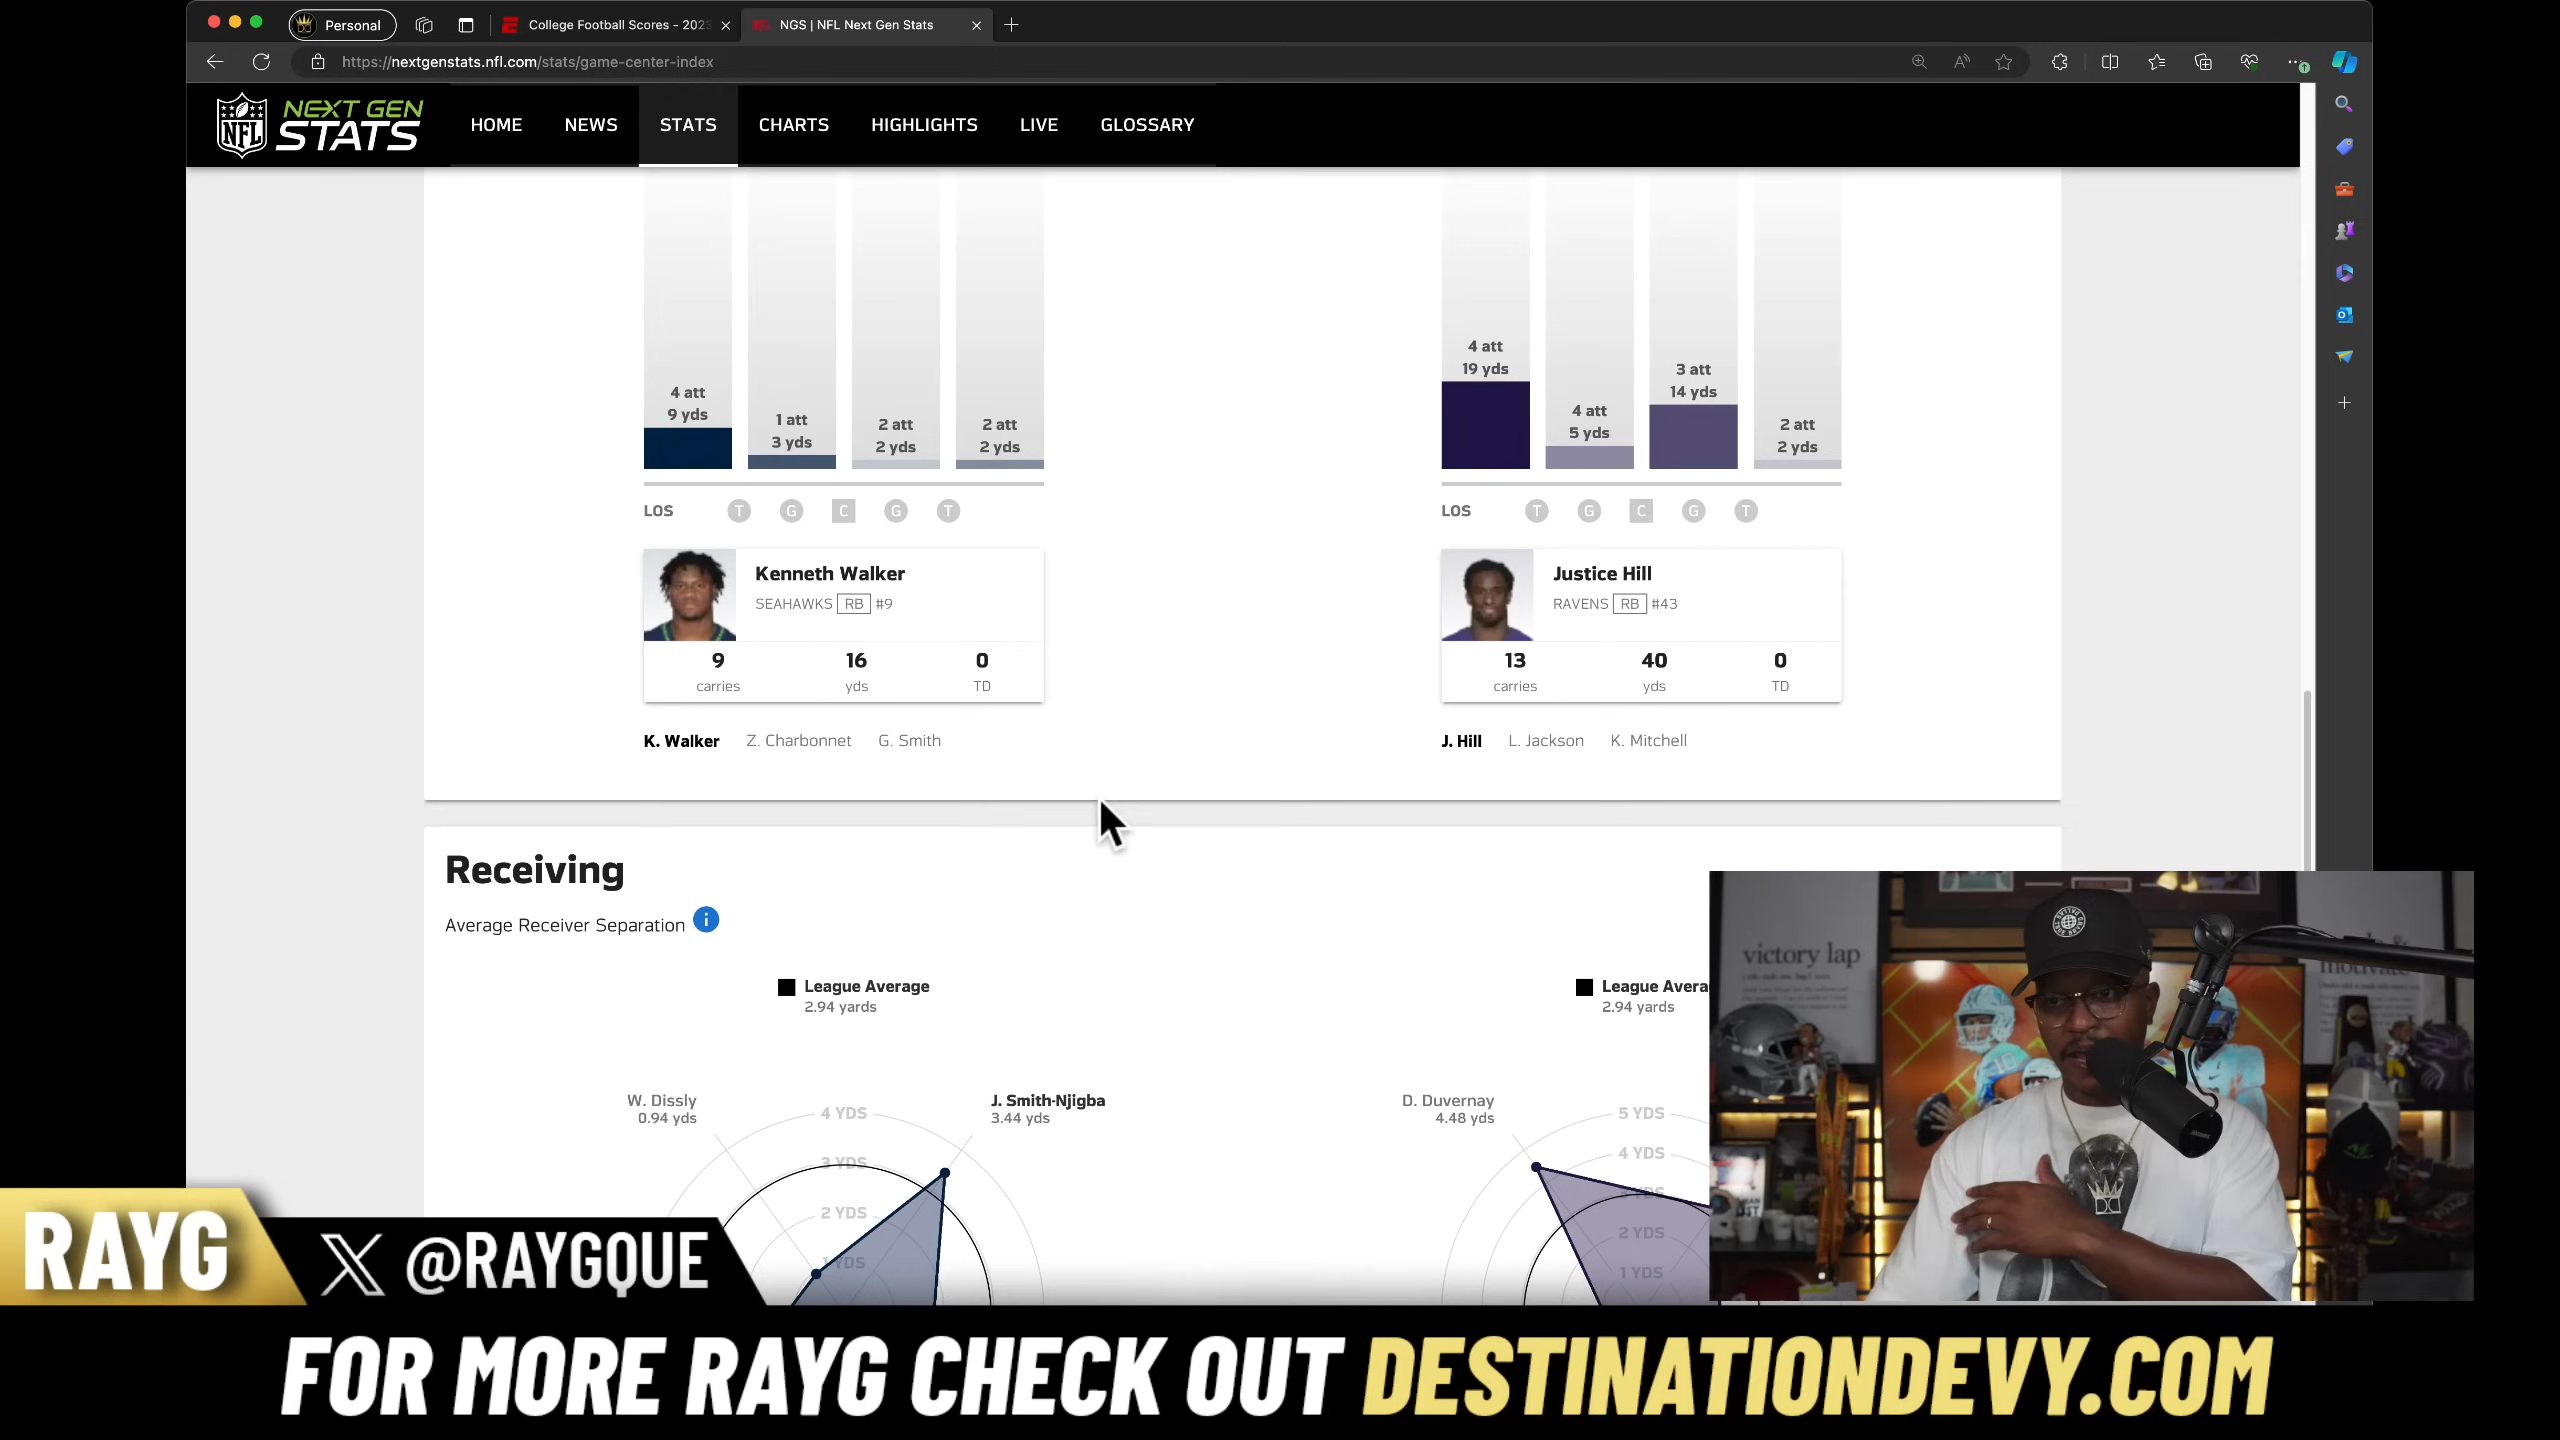 Personal
College Football Scores - 2023
NGS | NFL Next Gen Stats
https://nextgenstats.nfl.com/stats/game-center-index
NFL
NEXT GEN
STATS
HOME NEWS STATS CHARTS HIGHLIGHTS LIVE GLOSSARY
4 att
9 yds
1 att
3 yds
2 att
2 yds
2 att
2 yds
4 att
19 yds
4 att
5 yds
3 att
14 yds
2 att
2 yds
LOS T G C G T
LOS T G C G T
Kenneth Walker
SEAHAWKS RB #9
9 16 0
carries yds TD
Justice Hill
RAVENS RB #43
13 40 0
carries yds TD
K. Walker Z. Charbonnet G. Smith
J. Hill L. Jackson K. Mitchell
Receiving
Average Receiver Separation i
League Average
2.94 yards
League Avera
2.94 yards
W. Dissly
0.94 yds
J. Smith-Njigba
3.44 yds
4 YDS
3 YDS
2 YDS
YDS
D. Duvernay
4.48 yds
5 YDS
4 YDS
YDS
2 YDS
1 YDS
victory lap
motivate
RAYG
X @RAYGQUE
FOR MORE RAYG CHECK OUT DESTINATIONDEVY.COM